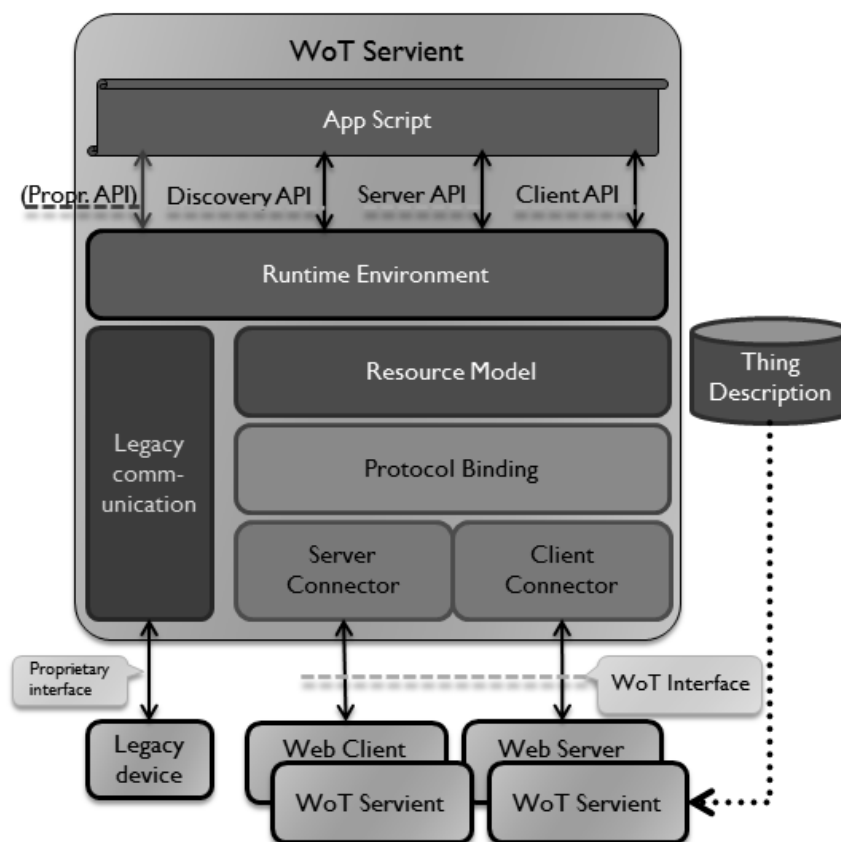 WoT Servient
App Script
(Propr. API)
Discovery API
Server API
Client API
Runtime Environment
Resource Model
Thing
Description
Legacy
comm-
unication
Protocol Binding
Server
Connector
Client
Connector
Proprietary
interface
WoT Interface
Legacy
device
Web Client
WoT Servient
Web Server
WoT Servient